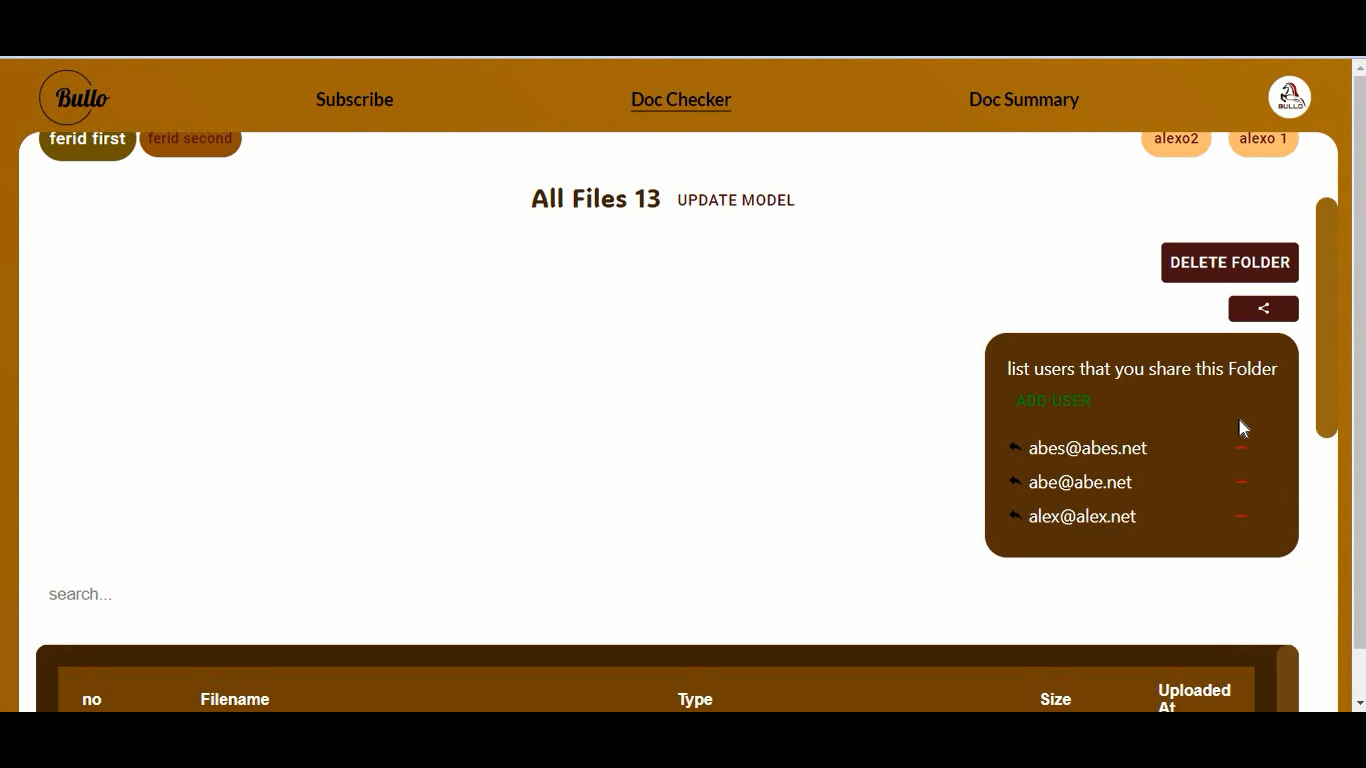 Bullo
Subscribe
Doc Checker
Doc Summary
BULLO
ferid first
ferid second
alexo2
alexo 1
All Files 13
UPDATE MODEL
DELETE FOLDER
list users that you share this Folder
ADD USER
abes@abes.net
abe@abe.net
alex@alex.net
search...
no
Filename
Type
Size
Uploaded
At